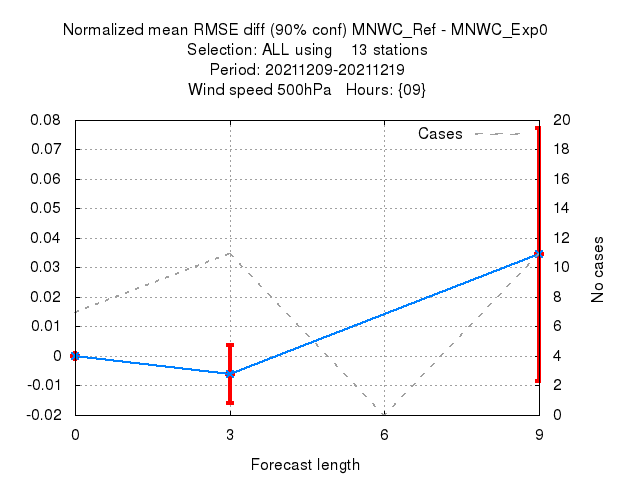 Normalized mean RMSE diff (90% conf) MNWC_Ref - MNWC_Exp0
Selection: ALL using    13 stations
Period: 20211209-20211219
Wind speed 500hPa   Hours: {09}
Cases
0.08
0.07
0.06
0.05
0.04
0.03
0.02
0.01
0
-0.01
-0.02
20
18
16
14
12
10
8
6
4
2
0
No cases
0 3 6 9
Forecast length